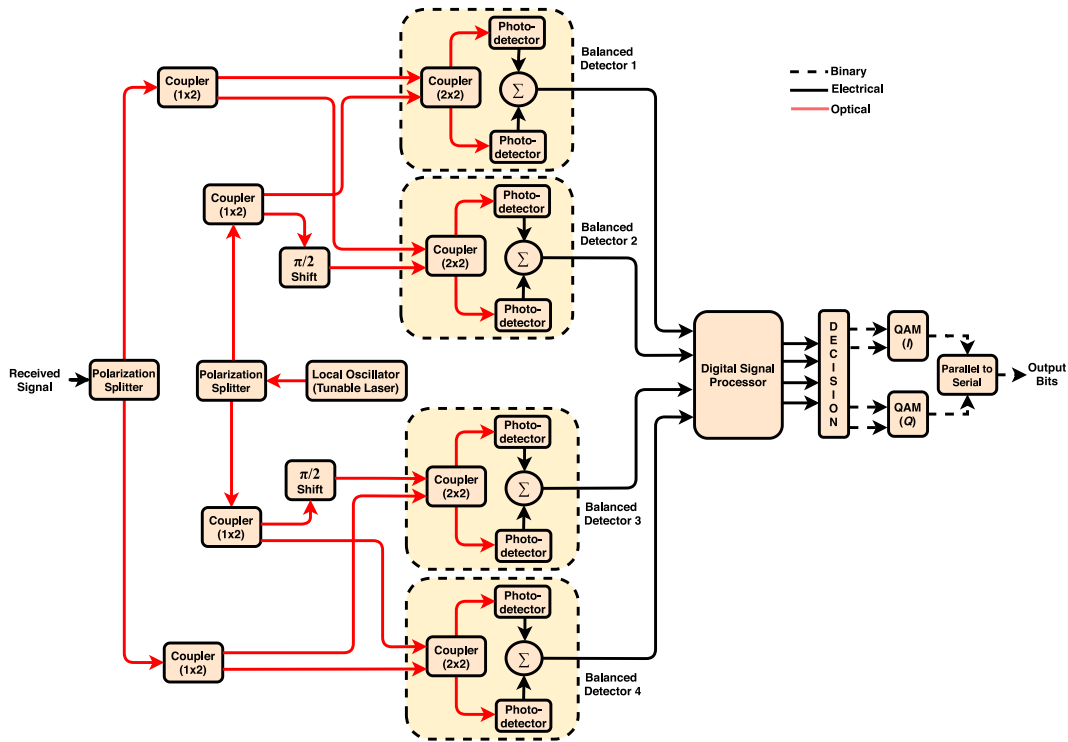 Photo-
detector
Balanced
Detector 1
Coupler
(1x2)
Coupler
(2x2)
Σ
Photo-
detector
Binary
Electrical
Optical
Coupler
(1x2)
π/2
Shift
Photo-
detector
Balanced
Detector 2
Coupler
(2x2)
Σ
Photo-
detector
Received
Signal
Polarization
Splitter
Polarization
Splitter
Local Oscillator
(Tunable Laser)
Digital Signal
Processor
DECISION
QAM
(I)
QAM
(Q)
Parallel to
Serial
Output
Bits
π/2
Shift
Coupler
(1x2)
Photo-
detector
Coupler
(2x2)
Σ
Balanced
Detector 3
Photo-
detector
Coupler
(1x2)
Photo-
detector
Coupler
(2x2)
Σ
Balanced
Detector 4
Photo-
detector